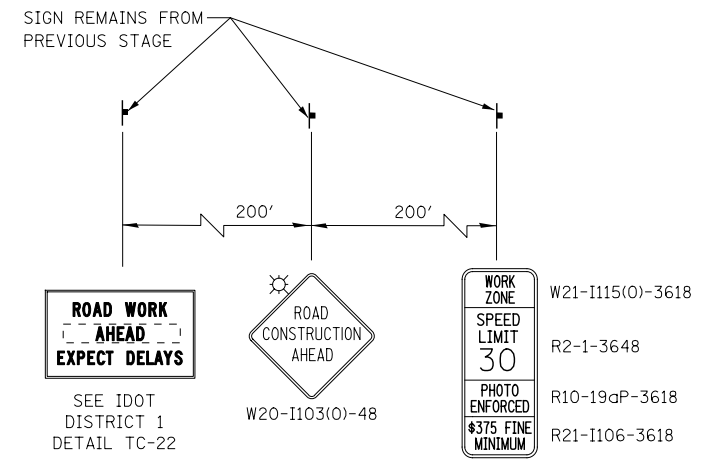 SIGN REMAINS FROM
PREVIOUS STAGE
200'
200'
ROAD WORK
AHEAD
EXPECT DELAYS
SEE IDOT
DISTRICT 1
DETAIL TC-22
ROAD
CONSTRUCTION
AHEAD
W20-I103(O)-48
WORK
ZONE
W21-I115(O)-3618
SPEED
LIMIT
30
R2-1-3648
PHOTO
ENFORCED
R10-19aP-3618
$375 FINE
MINIMUM
R21-I106-3618